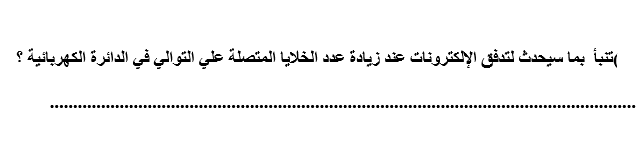 )تنبأ بما سيحدث لتدفق الإلكترونات عند زيادة عدد الخلايا المتصلة علي التوالي في الدائرة الكهربائية ؟
................................................................................................................................